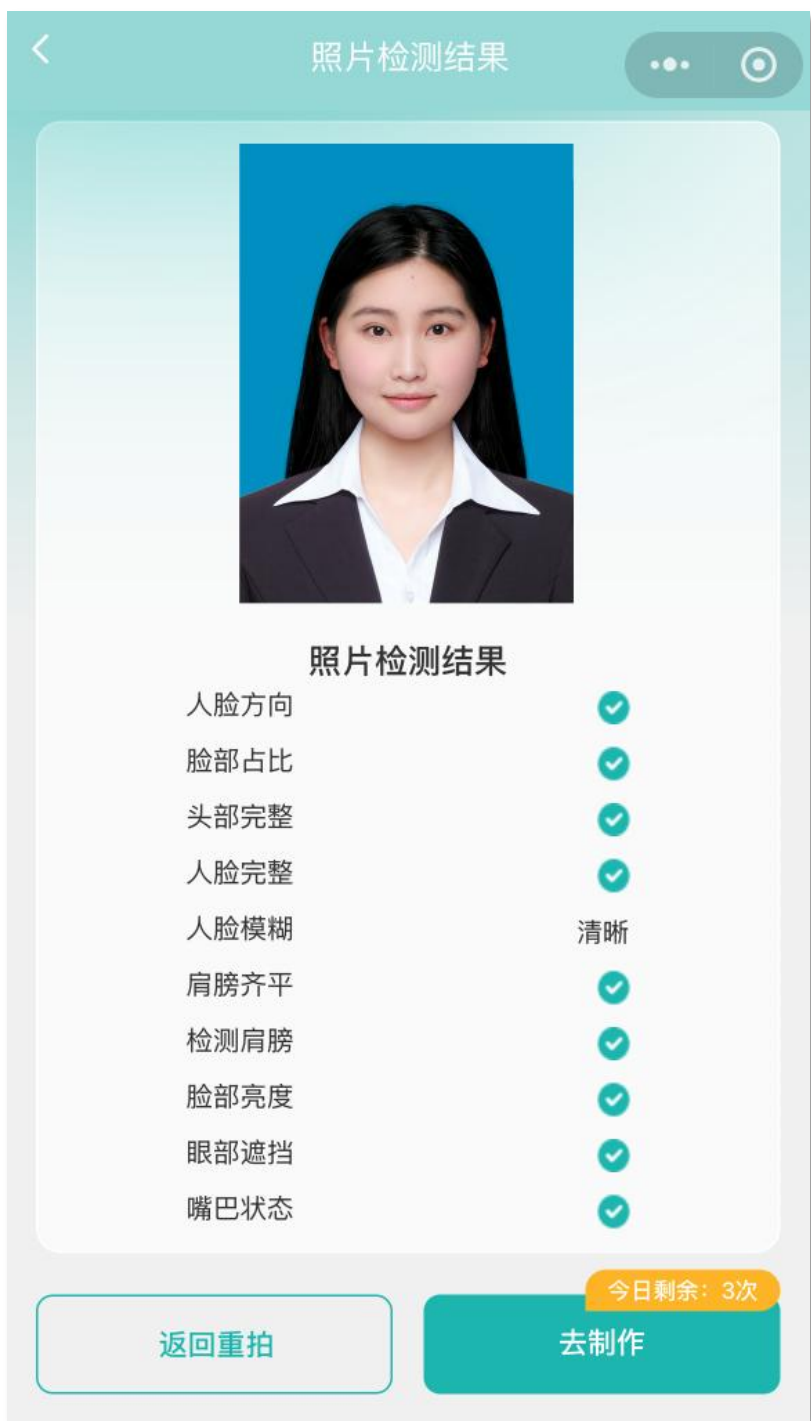 照片检测结果
照片检测结果
人脸方向
脸部占比
头部完整
人脸完整
人脸模糊 清晰
肩膀齐平
检测肩膀
脸部亮度
眼部遮挡
嘴巴状态
今日剩余：3次
返回重拍 去制作